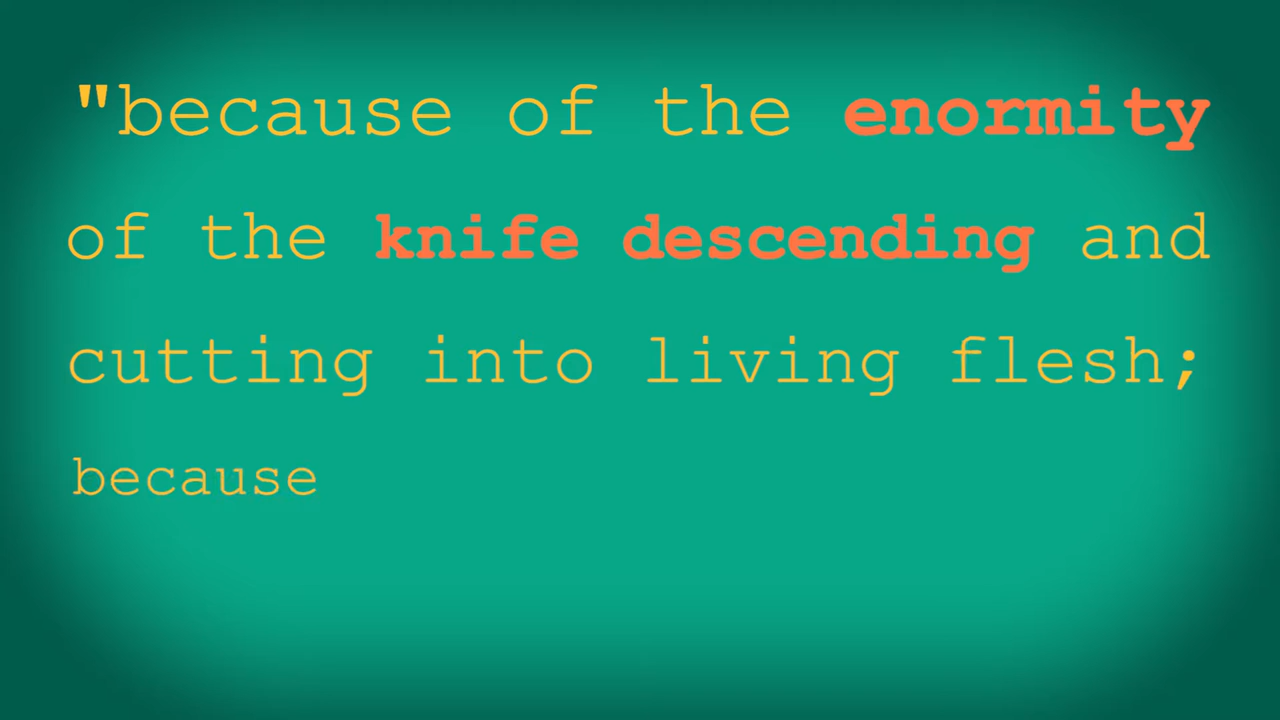 "because of the enormity
of the knife descending and
cutting into living flesh;
because